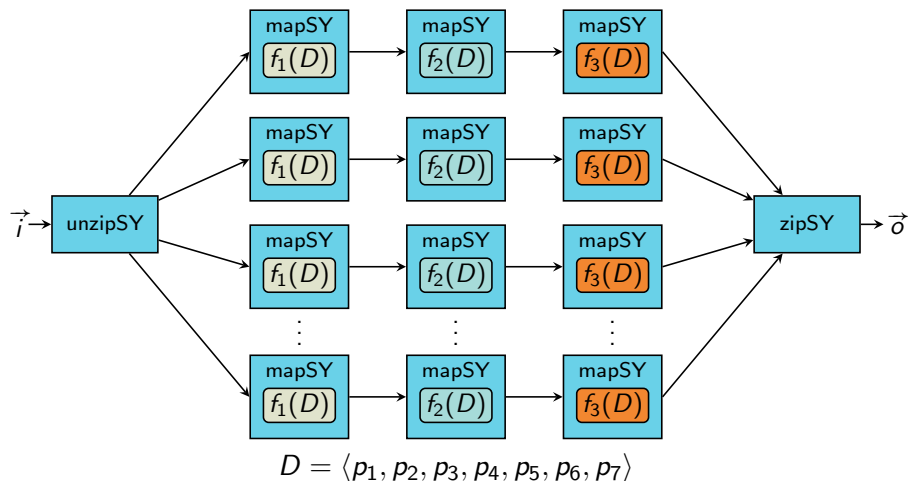 mapSY mapSY mapSY
f₁(D) f₂(D) f₃(D)
mapSY mapSY mapSY
f₁(D) f₂(D) f₃(D)
i⃗ unzipSY zipSY o⃗
mapSY mapSY mapSY
f₁(D) f₂(D) f₃(D)
⋮ ⋮ ⋮
mapSY mapSY mapSY
f₁(D) f₂(D) f₃(D)
D = ⟨p₁, p₂, p₃, p₄, p₅, p₆, p₇⟩